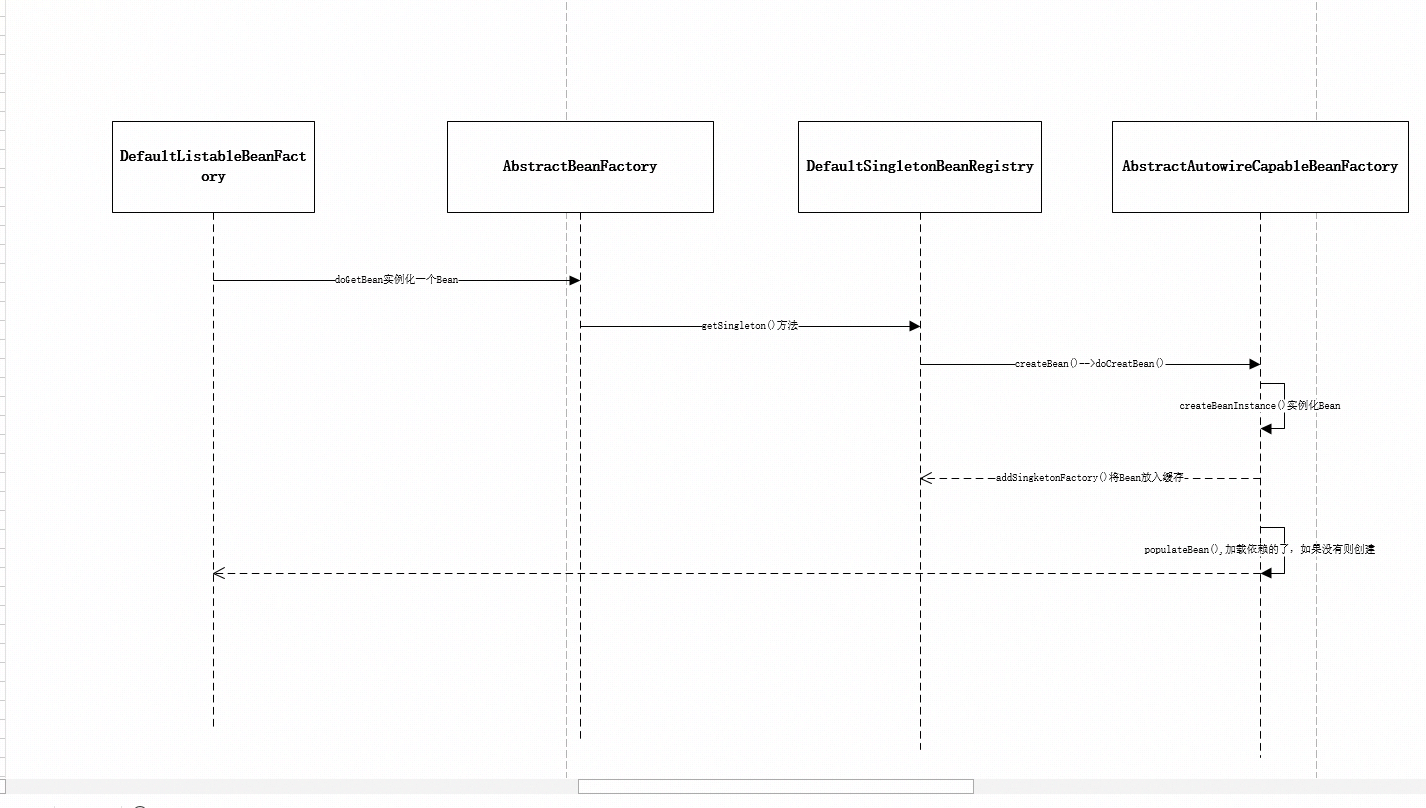 DefaultListableBeanFact
ory
AbstractBeanFactory
DefaultSingletonBeanRegistry
AbstractAutowireCapableBeanFactory
doGetBean实例化一个Bean
getSingleton()方法
createBean()-->doCreatBean()
createBeanInstance()实例化Bean
addSingketonFactory()将Bean放入缓存
populateBean(),加载依赖的了，如果没有则创建